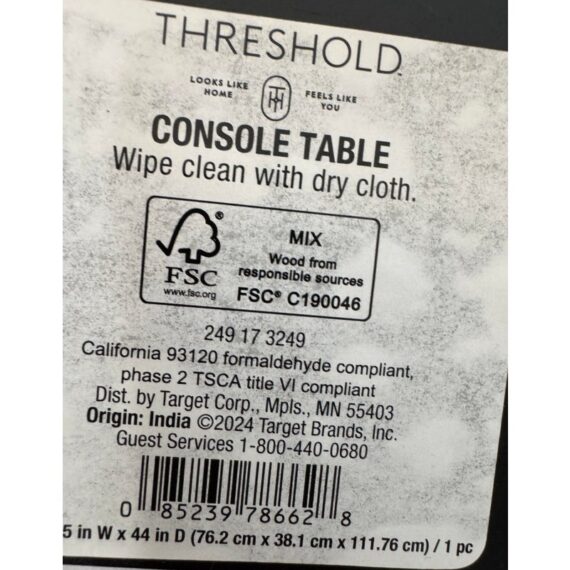 THRESHOLD™
LOOKS LIKE HOME
TH
FEELS LIKE YOU
CONSOLE TABLE
Wipe clean with dry cloth.
FSC®
www.fsc.org
MIX
Wood from
responsible sources
FSC® C190046
249 17 3249
California 93120 formaldehyde compliant,
phase 2 TSCA title VI compliant
Dist. by Target Corp., Mpls., MN 55403
Origin: India ©2024 Target Brands, Inc.
Guest Services 1-800-440-0680
0 85239 78662 8
5 in W x 44 in D (76.2 cm x 38.1 cm x 111.76 cm) / 1 pc